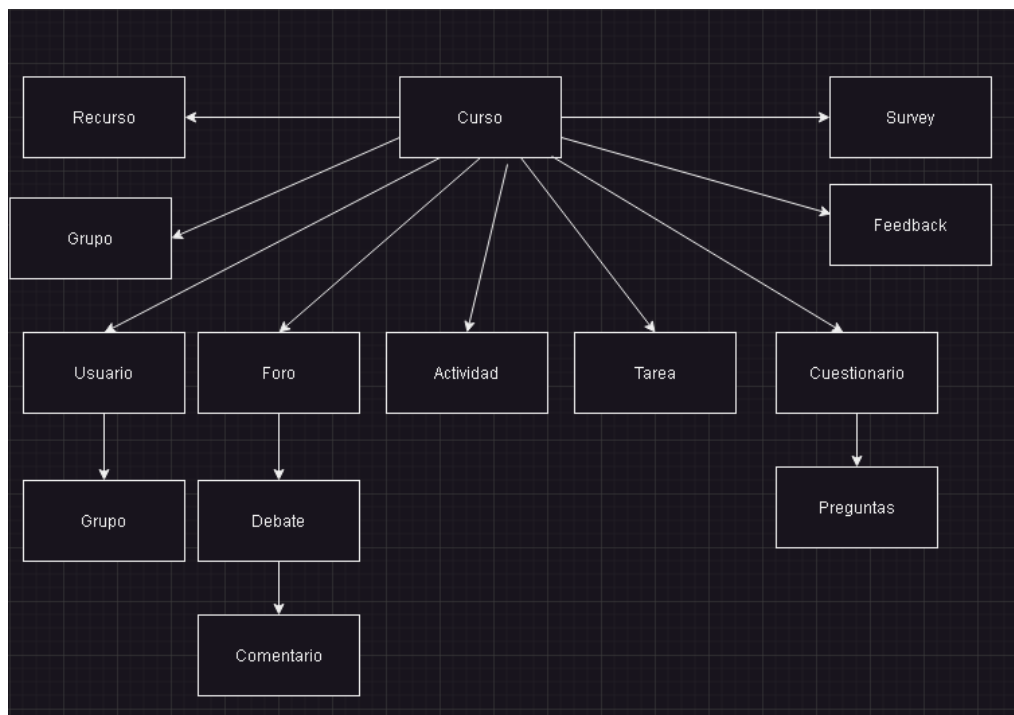 Recurso
Curso
Survey
Grupo
Feedback
Usuario
Foro
Actividad
Tarea
Cuestionario
Grupo
Debate
Preguntas
Comentario